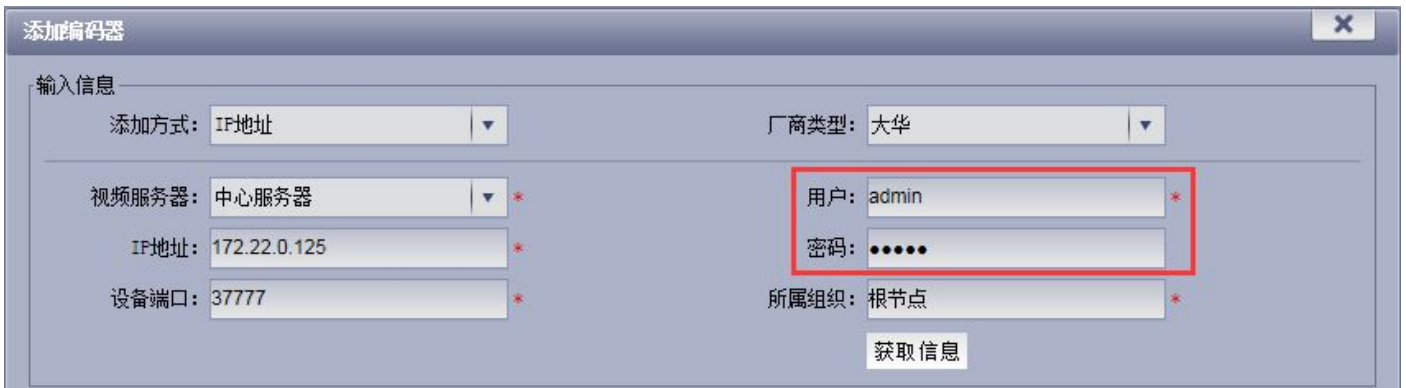 添加编码器
输入信息
添加方式: IP地址 厂商类型: 大华
视频服务器: 中心服务器 * 用户: admin *
IP地址: 172.22.0.125 * 密码: ●●●●●
设备端口: 37777 * 所属组织: 根节点 *
获取信息